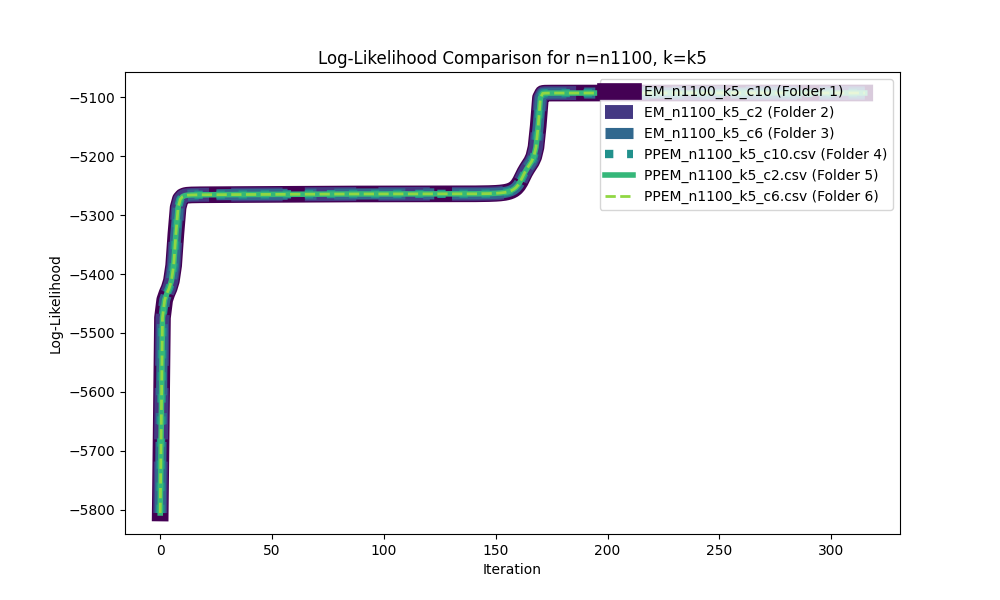 Log-Likelihood Comparison for n=n1100, k=k5
EM_n1100_k5_c10 (Folder 1)
EM_n1100_k5_c2 (Folder 2)
EM_n1100_k5_c6 (Folder 3)
PPEM_n1100_k5_c10.csv (Folder 4)
PPEM_n1100_k5_c2.csv (Folder 5)
PPEM_n1100_k5_c6.csv (Folder 6)
Log-Likelihood
−5100
−5200
−5300
−5400
−5500
−5600
−5700
−5800
0 50 100 150 200 250 300
Iteration